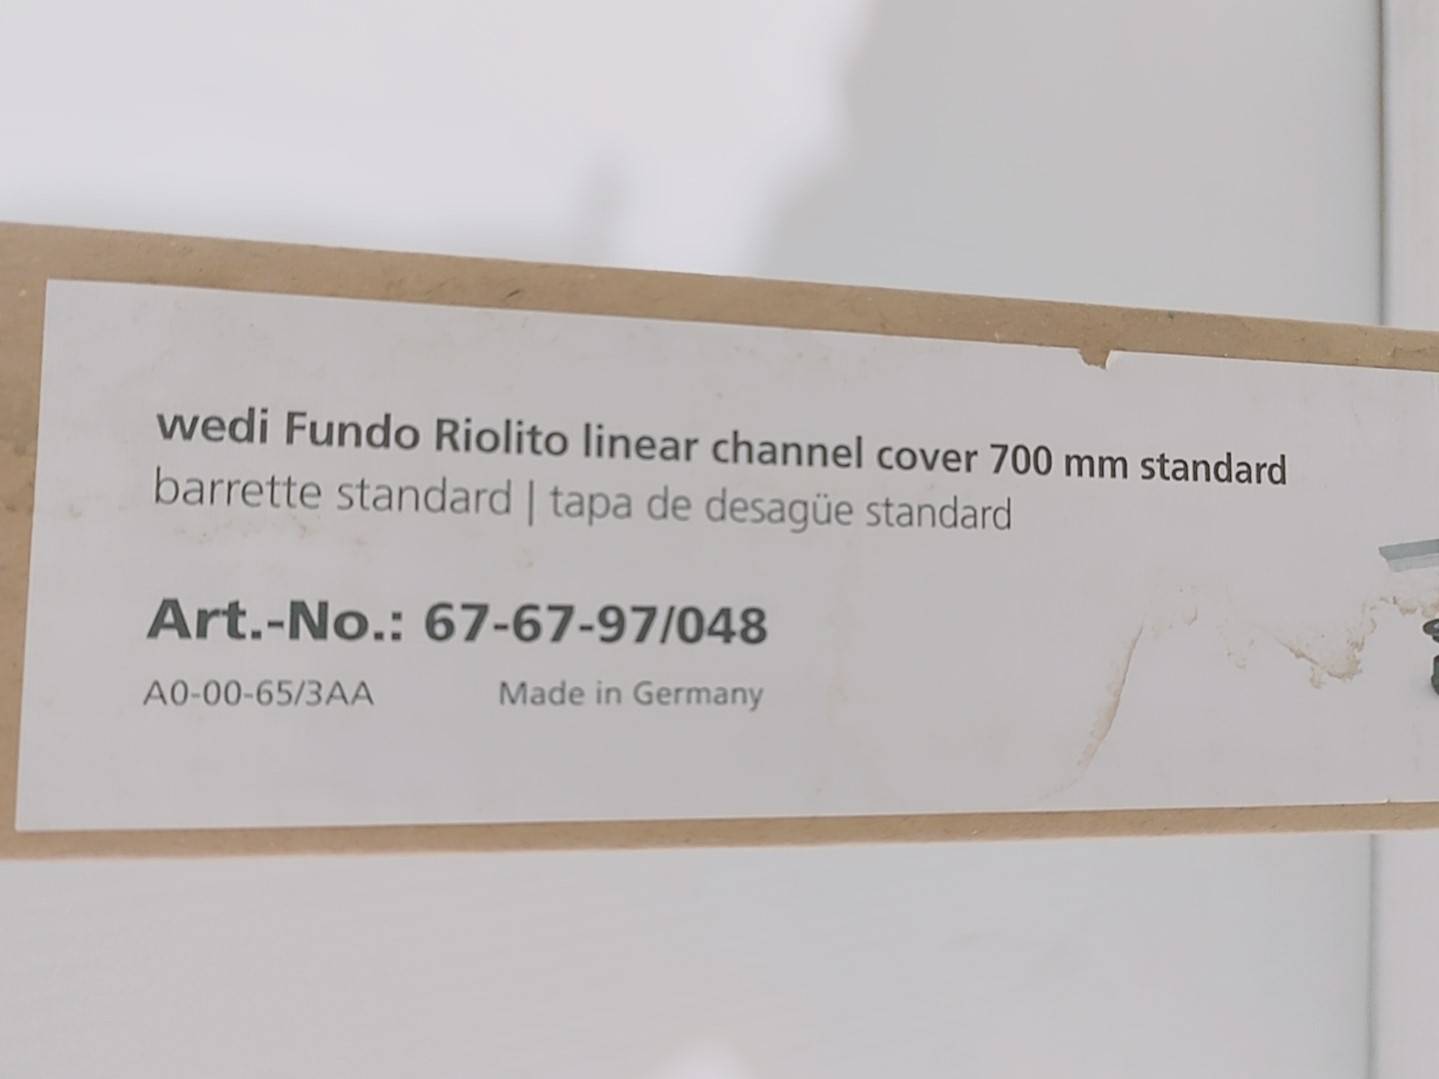 wedi Fundo Riolito linear channel cover 700 mm standard
barrette standard | tapa de desagüe standard
Art.-No.: 67-67-97/048
A0-00-65/3AA Made in Germany